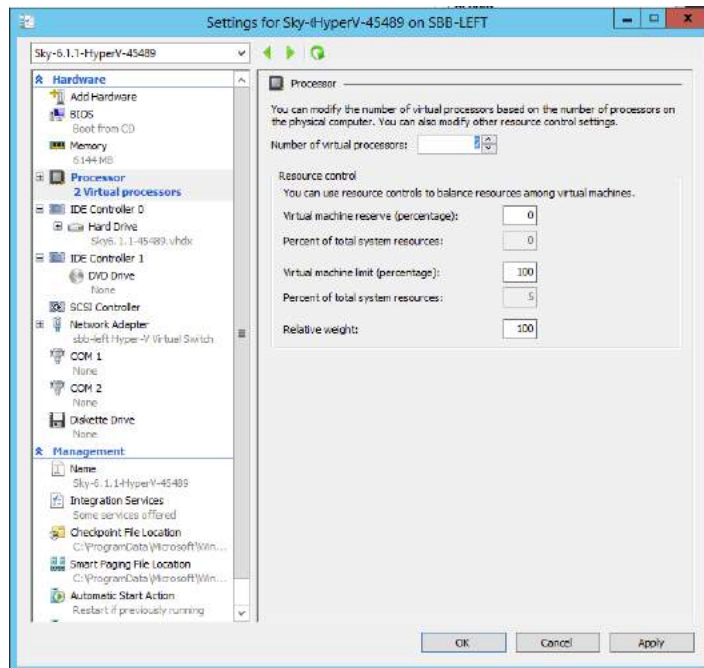 Settings for Sky-6HyperV-45489 on SBB-LEFT
Sky-6.1.1-HyperV-45489
Hardware
Add Hardware
BIOS
Boot from CD
Memory
6144 MB
Processor
2 Virtual processors
IDE Controller 0
Hard Drive
Sky6.1.1-45489.vhdx
IDE Controller 1
DVD Drive
None
SCSI Controller
Network Adapter
sbb-left Hyper-V Virtual Switch
COM 1
None
COM 2
None
Diskette Drive
None
Management
Name
Sky-6.1.1-HyperV-45489
Integration Services
Some services offered
Checkpoint File Location
C:\ProgramData\Microsoft\Win...
Smart Paging File Location
C:\ProgramData\Microsoft\Win...
Automatic Start Action
Restart if previously running
Processor
You can modify the number of virtual processors based on the number of processors on
the physical computer. You can also modify other resource control settings.
Number of virtual processors: 2
Resource control
You can use resource controls to balance resources among virtual machines.
Virtual machine reserve (percentage): 0
Percent of total system resources: 0
Virtual machine limit (percentage): 100
Percent of total system resources: 5
Relative weight: 100
OK Cancel Apply